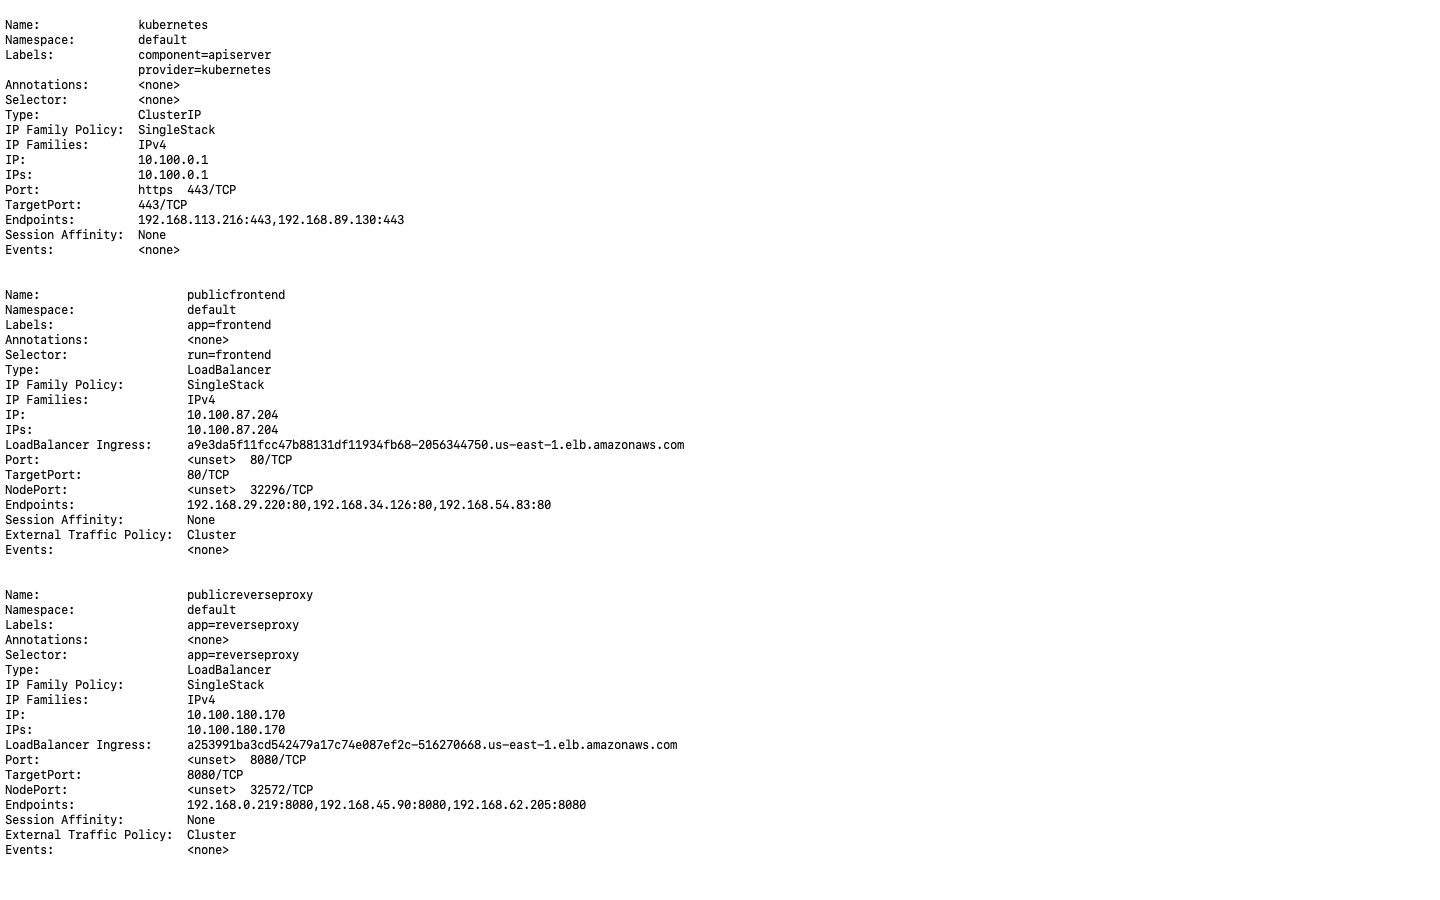 Name:              kubernetes
Namespace:         default
Labels:            component=apiserver
                   provider=kubernetes
Annotations:       <none>
Selector:          <none>
Type:              ClusterIP
IP Family Policy:  SingleStack
IP Families:       IPv4
IP:                10.100.0.1
IPs:               10.100.0.1
Port:              https  443/TCP
TargetPort:        443/TCP
Endpoints:         192.168.113.216:443,192.168.89.130:443
Session Affinity:  None
Events:            <none>

Name:                     publicfrontend
Namespace:                default
Labels:                   app=frontend
Annotations:              <none>
Selector:                 run=frontend
Type:                     LoadBalancer
IP Family Policy:         SingleStack
IP Families:              IPv4
IP:                       10.100.87.204
IPs:                      10.100.87.204
LoadBalancer Ingress:     a9e3da5f11fcc47b88131df11934fb68-2056344750.us-east-1.elb.amazonaws.com
Port:                     <unset>  80/TCP
TargetPort:               80/TCP
NodePort:                 <unset>  32296/TCP
Endpoints:                192.168.29.220:80,192.168.34.126:80,192.168.54.83:80
Session Affinity:         None
External Traffic Policy:  Cluster
Events:                   <none>

Name:                     publicreverseproxy
Namespace:                default
Labels:                   app=reverseproxy
Annotations:              <none>
Selector:                 app=reverseproxy
Type:                     LoadBalancer
IP Family Policy:         SingleStack
IP Families:              IPv4
IP:                       10.100.180.170
IPs:                      10.100.180.170
LoadBalancer Ingress:     a253991ba3cd542479a17c74e087ef2c-516270668.us-east-1.elb.amazonaws.com
Port:                     <unset>  8080/TCP
TargetPort:               8080/TCP
NodePort:                 <unset>  32572/TCP
Endpoints:                192.168.0.219:8080,192.168.45.90:8080,192.168.62.205:8080
Session Affinity:         None
External Traffic Policy:  Cluster
Events:                   <none>